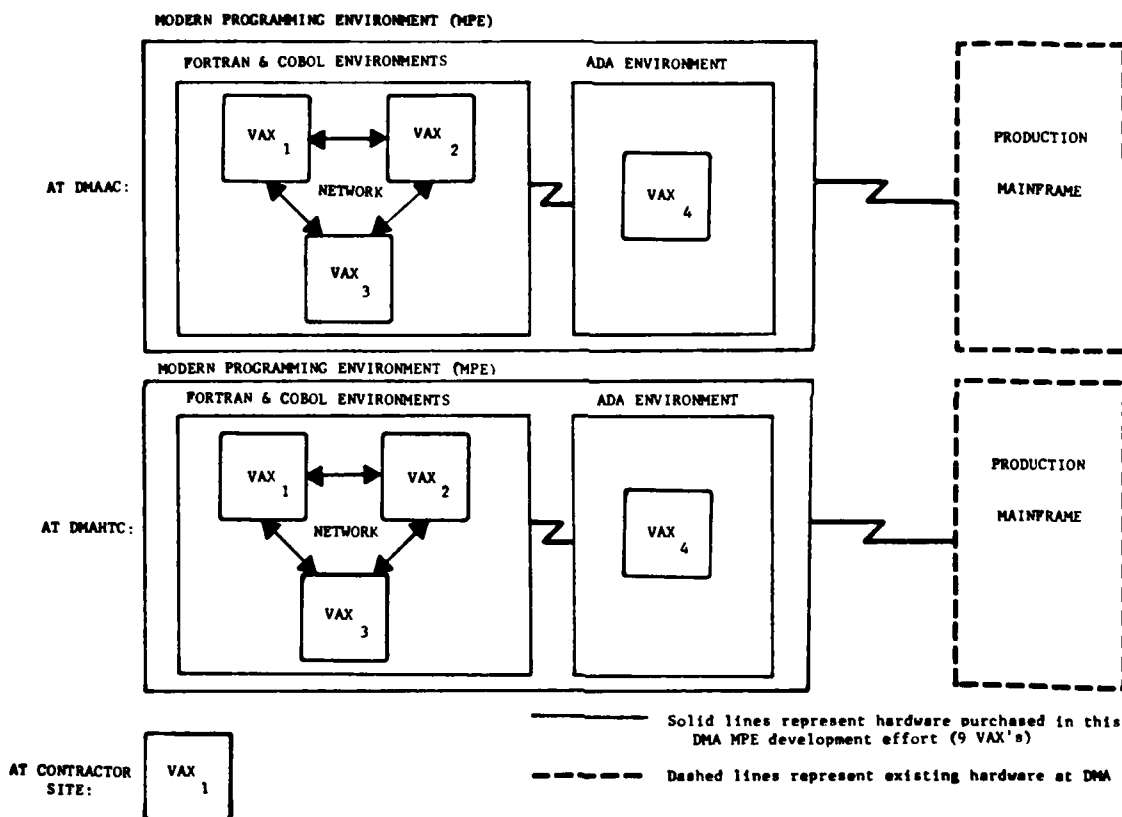 MODERN PROGRAMMING ENVIRONMENT (MPE)
FORTRAN & COBOL ENVIRONMENTS
ADA ENVIRONMENT
AT DMAAC:
VAX 1
VAX 2
NETWORK
VAX 3
VAX 4
PRODUCTION
MAINFRAME
MODERN PROGRAMMING ENVIRONMENT (MPE)
FORTRAN & COBOL ENVIRONMENTS
ADA ENVIRONMENT
AT DMAHTC:
VAX 1
VAX 2
NETWORK
VAX 3
VAX 4
PRODUCTION
MAINFRAME
AT CONTRACTOR
SITE:
VAX 1
Solid lines represent hardware purchased in this
DMA MPE development effort (9 VAX's)
Dashed lines represent existing hardware at DMA